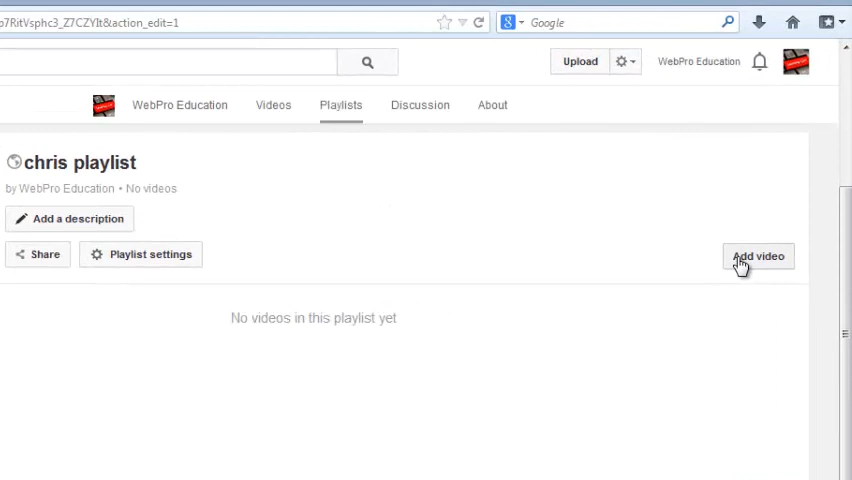 p7RitVsphc3_Z7CZYIt&action_edit=1
Google
Upload
WebPro Education
WebPro Education Videos Playlists Discussion About
chris playlist
by WebPro Education • No videos
Add a description
Share Playlist settings Add video
No videos in this playlist yet